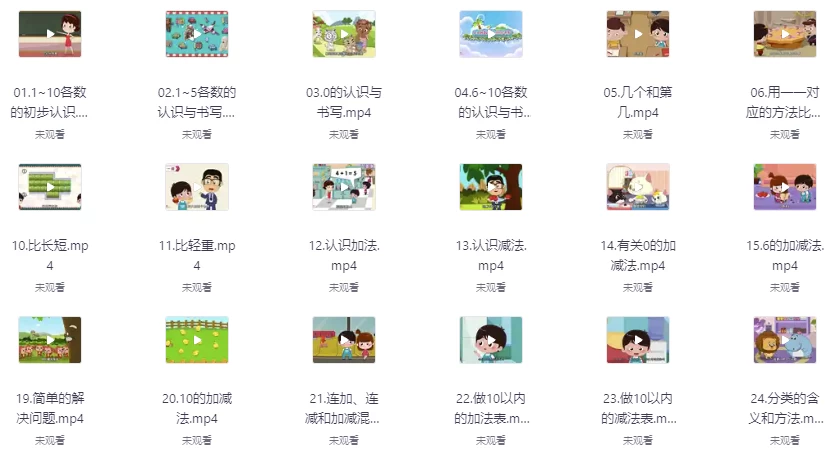 01.1~10各数
的初步认识....
未观看
02.1~5各数的
认识与书写....
未观看
03.0的认识与
书写.mp4
未观看
04.6~10各数
的认识与书..
未观看
05.几个和第
几.mp4
未观看
06.用一一对
应的方法比...
未观看
10.比长短.mp
4
未观看
11.比轻重.mp
4
未观看
4+1=5
12.认识加法.
mp4
未观看
13.认识减法.
mp4
未观看
14.有关0的加
减法.mp4
未观看
15.6的加减法.
mp4
未观看
19.简单的解
决问题.mp4
未观看
20.10的加减
法.mp4
未观看
21.连加、连
减和加减混...
未观看
22.做10以内
的加法表.m...
未观看
23.做10以内
的减法表.m...
未观看
24.分类的含
义和方法.m...
未观看